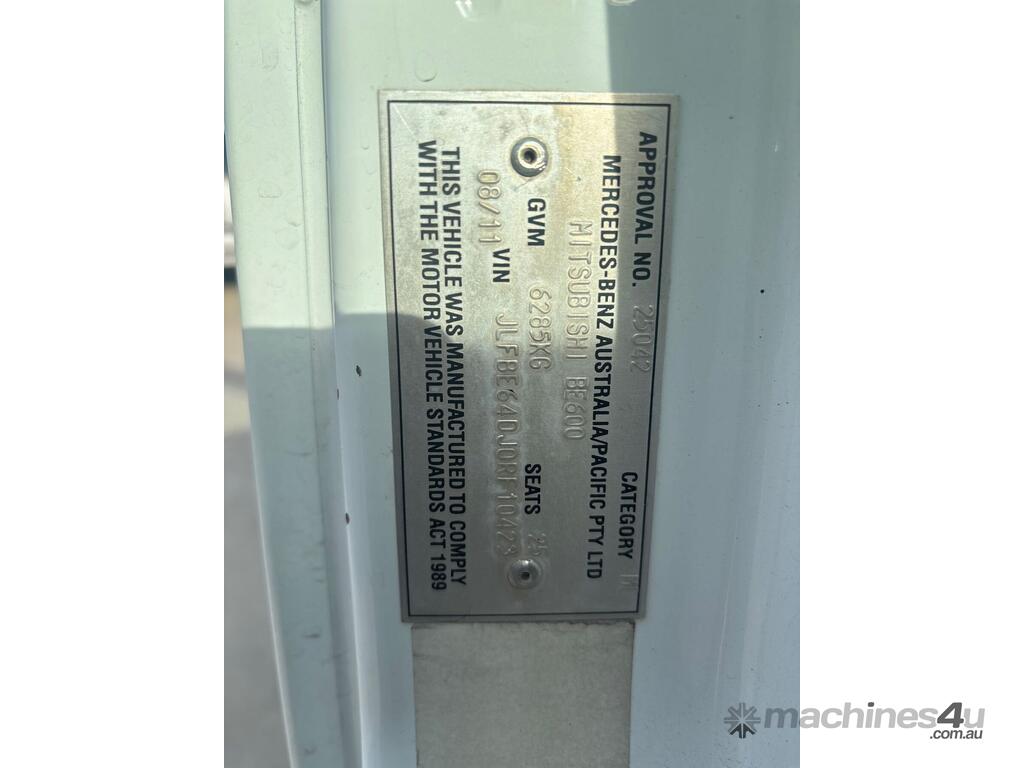 APPROVAL NO. 25042 CATEGORY M
MERCEDES-BENZ AUSTRALIA/PACIFIC PTY LTD
MITSUBISHI BE600
GVM 6285KG SEATS 25
08/11 VIN JLFBE64DJ0RF10423
THIS VEHICLE WAS MANUFACTURED TO COMPLY
WITH THE MOTOR VEHICLE STANDARDS ACT 1989
machines4u
.com.au